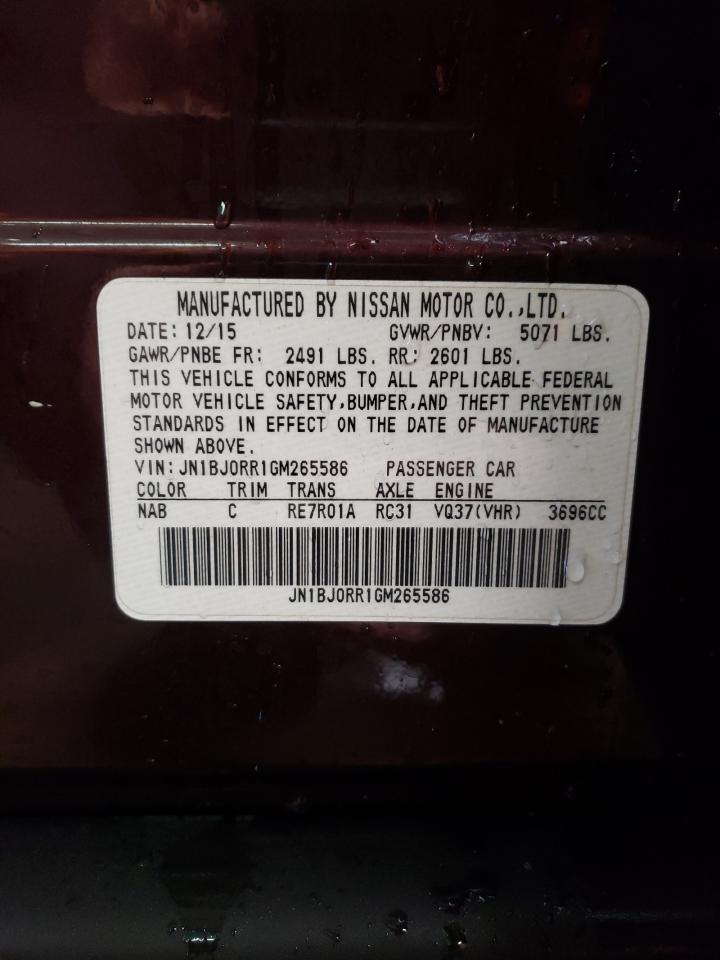 MANUFACTURED BY NISSAN MOTOR CO.,LTD.
DATE: 12/15 GVWR/PNBV: 5071 LBS.
GAWR/PNBE FR: 2491 LBS. RR: 2601 LBS.
THIS VEHICLE CONFORMS TO ALL APPLICABLE FEDERAL
MOTOR VEHICLE SAFETY,BUMPER,AND THEFT PREVENTION
STANDARDS IN EFFECT ON THE DATE OF MANUFACTURE
SHOWN ABOVE.
VIN: JN1BJ0RR1GM265586 PASSENGER CAR
COLOR TRIM TRANS AXLE ENGINE
NAB C RE7R01A RC31 VQ37(VHR) 3696CC
JN1BJ0RR1GM265586